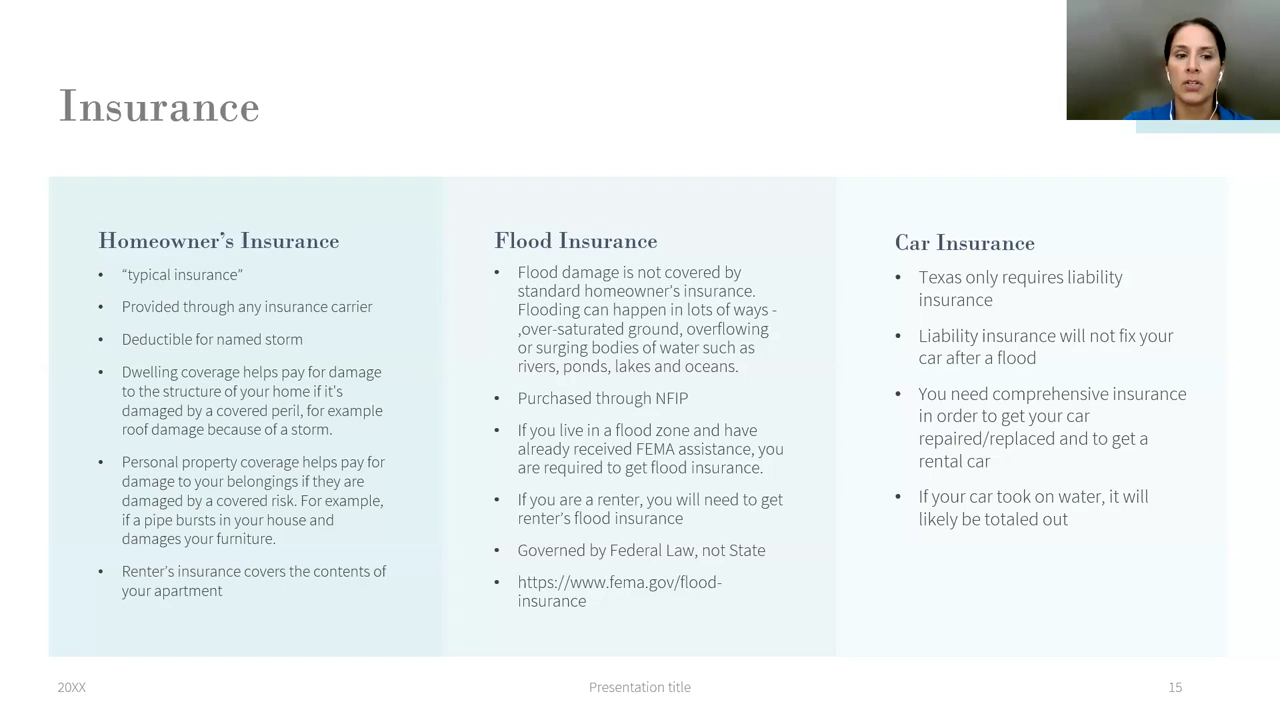 Insurance
Homeowner’s Insurance
• “typical insurance”
• Provided through any insurance carrier
• Deductible for named storm
• Dwelling coverage helps pay for damage
to the structure of your home if it's
damaged by a covered peril, for example
roof damage because of a storm.
• Personal property coverage helps pay for
damage to your belongings if they are
damaged by a covered risk. For example,
if a pipe bursts in your house and
damages your furniture.
• Renter’s insurance covers the contents of
your apartment
Flood Insurance
• Flood damage is not covered by
standard homeowner’s insurance.
Flooding can happen in lots of ways -
,over-saturated ground, overflowing
or surging bodies of water such as
rivers, ponds, lakes and oceans.
• Purchased through NFIP
• If you live in a flood zone and have
already received FEMA assistance, you
are required to get flood insurance.
• If you are a renter, you will need to get
renter’s flood insurance
• Governed by Federal Law, not State
• https://www.fema.gov/flood-
insurance
Car Insurance
• Texas only requires liability
insurance
• Liability insurance will not fix your
car after a flood
• You need comprehensive insurance
in order to get your car
repaired/replaced and to get a
rental car
• If your car took on water, it will
likely be totaled out
20XX
Presentation title
15